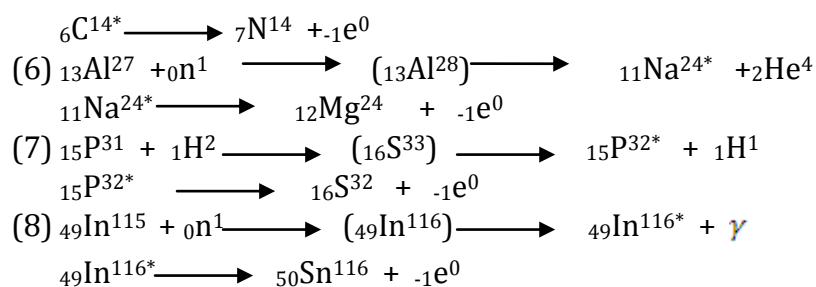 ₆C¹⁴* ⟶ ₇N¹⁴ + ₋₁e⁰
(6) ₁₃Al²⁷ + ₀n¹ ⟶ (₁₃Al²⁸) ⟶ ₁₁Na²⁴* + ₂He⁴
₁₁Na²⁴* ⟶ ₁₂Mg²⁴ + ₋₁e⁰
(7) ₁₅P³¹ + ₁H² ⟶ (₁₆S³³) ⟶ ₁₅P³²* + ₁H¹
₁₅P³²* ⟶ ₁₆S³² + ₋₁e⁰
(8) ₄₉In¹¹⁵ + ₀n¹ ⟶ (₄₉In¹¹⁶) ⟶ ₄₉In¹¹⁶* + γ
₄₉In¹¹⁶* ⟶ ₅₀Sn¹¹⁶ + ₋₁e⁰